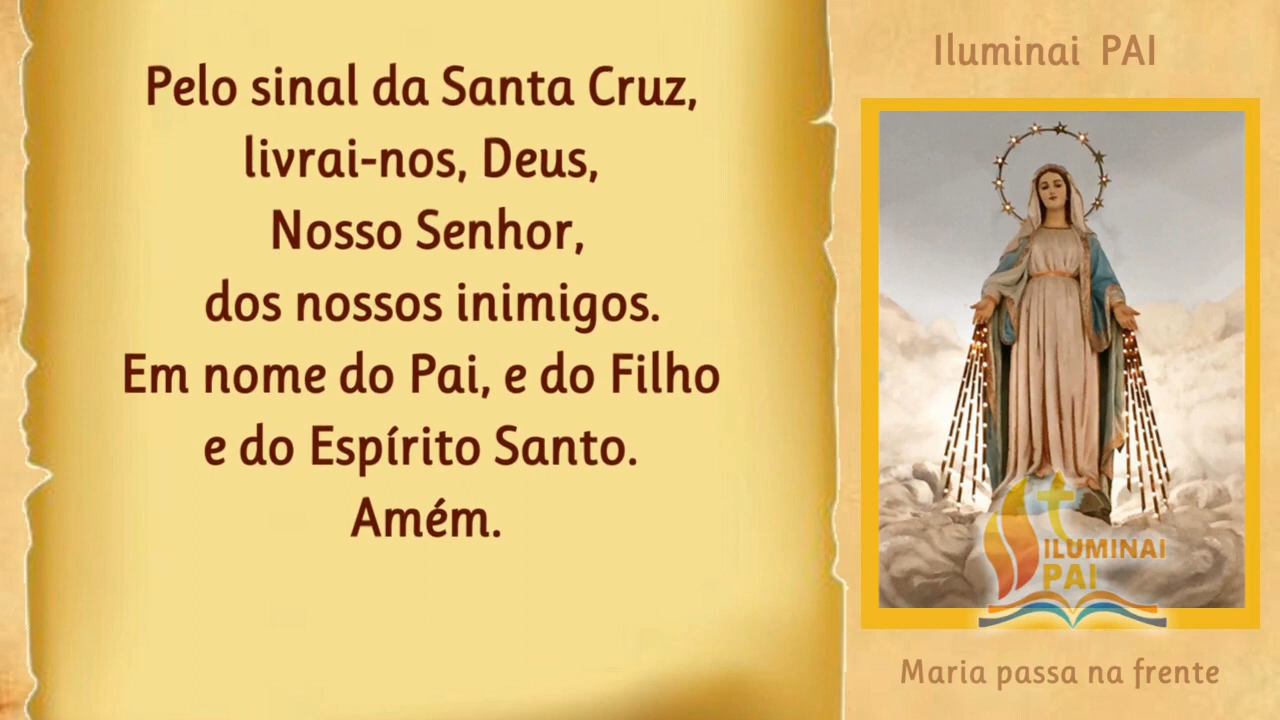 Pelo sinal da Santa Cruz,
livrai-nos, Deus,
Nosso Senhor,
dos nossos inimigos.
Em nome do Pai, e do Filho
e do Espírito Santo.
Amém.
Iluminai PAI
ILUMINAI
PAI
Maria passa na frente